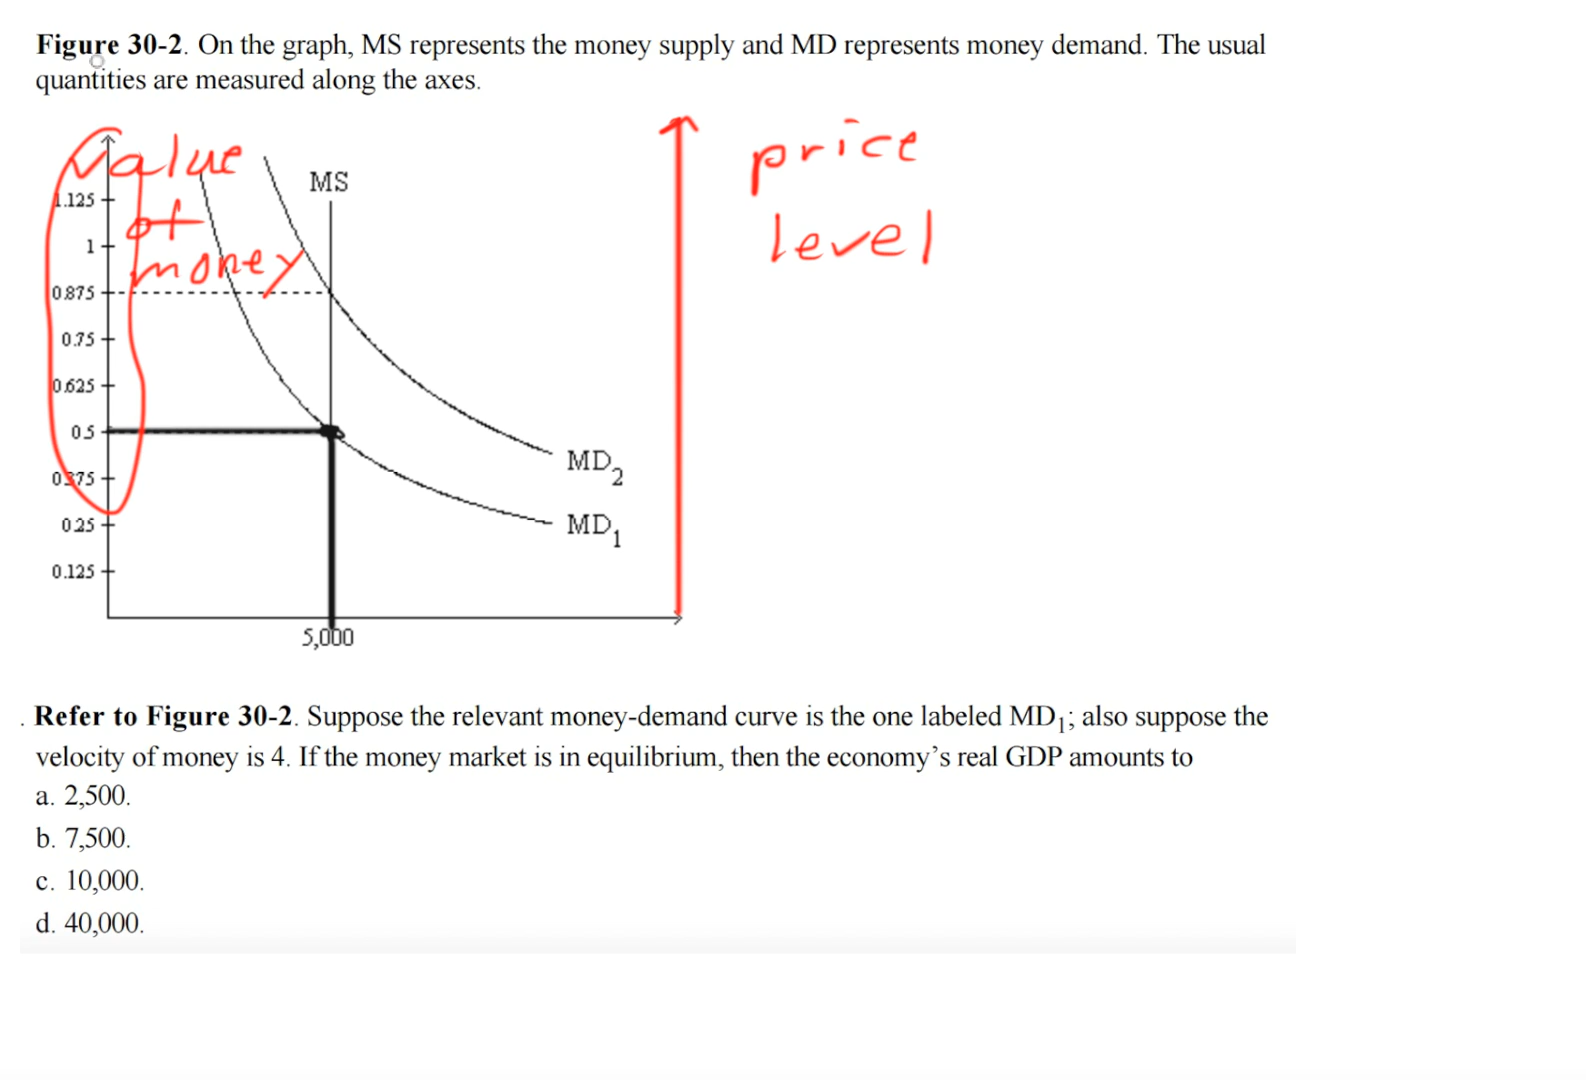 Figure 30-2. On the graph, MS represents the money supply and MD represents money demand. The usual
quantities are measured along the axes.
Value
of
money
price
level
MS
1.125
1
0.875
0.75
0.625
0.5
0.375
0.25
0.125
MD2
MD1
5,000
. Refer to Figure 30-2. Suppose the relevant money-demand curve is the one labeled MD1; also suppose the
velocity of money is 4. If the money market is in equilibrium, then the economy’s real GDP amounts to
a. 2,500.
b. 7,500.
c. 10,000.
d. 40,000.